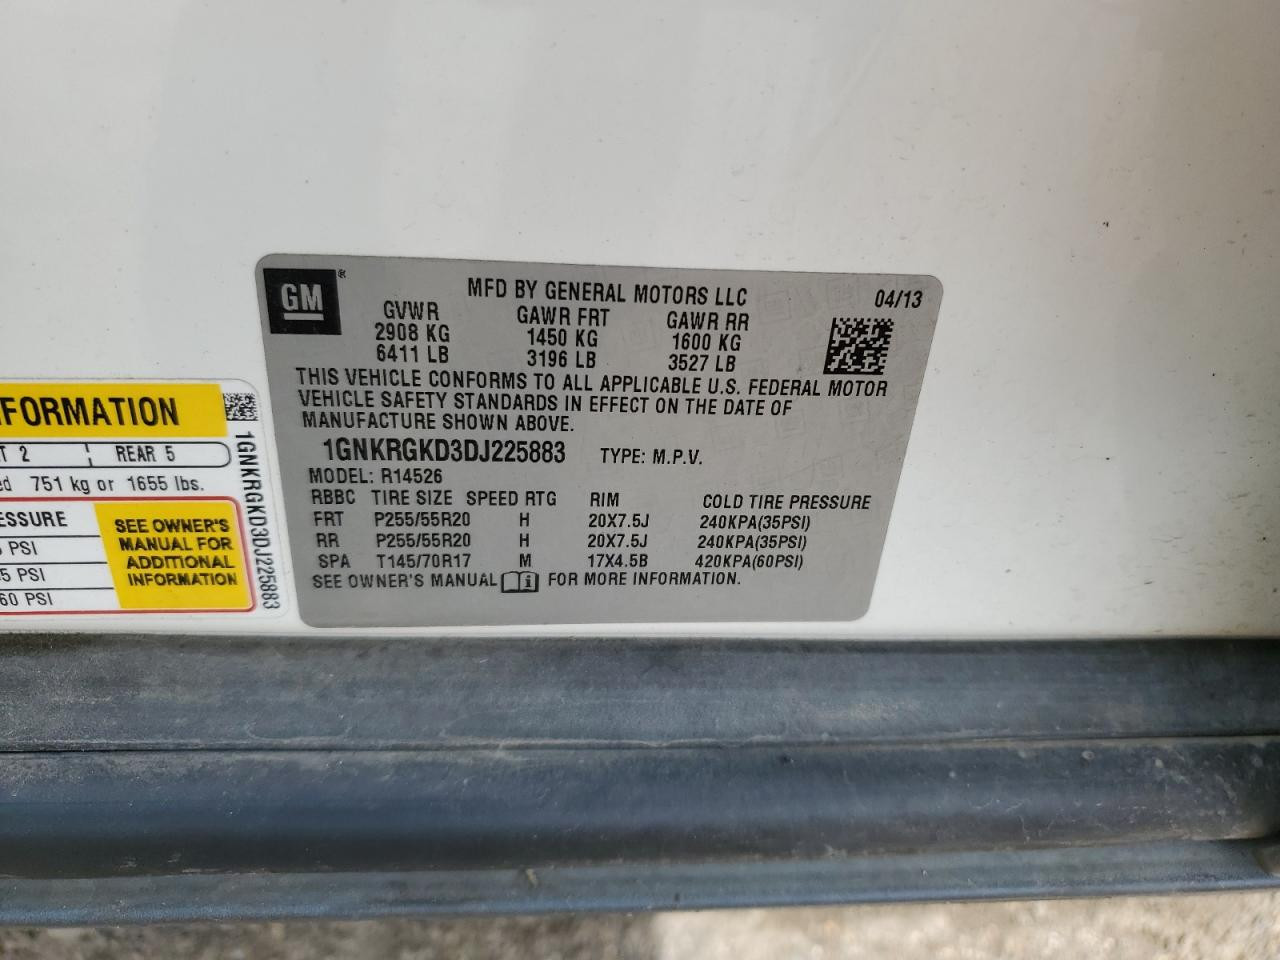 GM®
MFD BY GENERAL MOTORS LLC 04/13
GVWR GAWR FRT GAWR RR
2908 KG 1450 KG 1600 KG
6411 LB 3196 LB 3527 LB
THIS VEHICLE CONFORMS TO ALL APPLICABLE U.S. FEDERAL MOTOR
VEHICLE SAFETY STANDARDS IN EFFECT ON THE DATE OF
MANUFACTURE SHOWN ABOVE.
1GNKRGKD3DJ225883 TYPE: M.P.V.
MODEL: R14526
RBBC TIRE SIZE SPEED RTG RIM COLD TIRE PRESSURE
FRT P255/55R20 H 20X7.5J 240KPA(35PSI)
RR P255/55R20 H 20X7.5J 240KPA(35PSI)
SPA T145/70R17 M 17X4.5B 420KPA(60PSI)
SEE OWNER'S MANUAL FOR MORE INFORMATION.
FORMATION
2 REAR 5
751 kg or 1655 lbs.
ESSURE
PSI
5 PSI
60 PSI
SEE OWNER'S
MANUAL FOR
ADDITIONAL
INFORMATION
1GNKRGKD3DJ225883